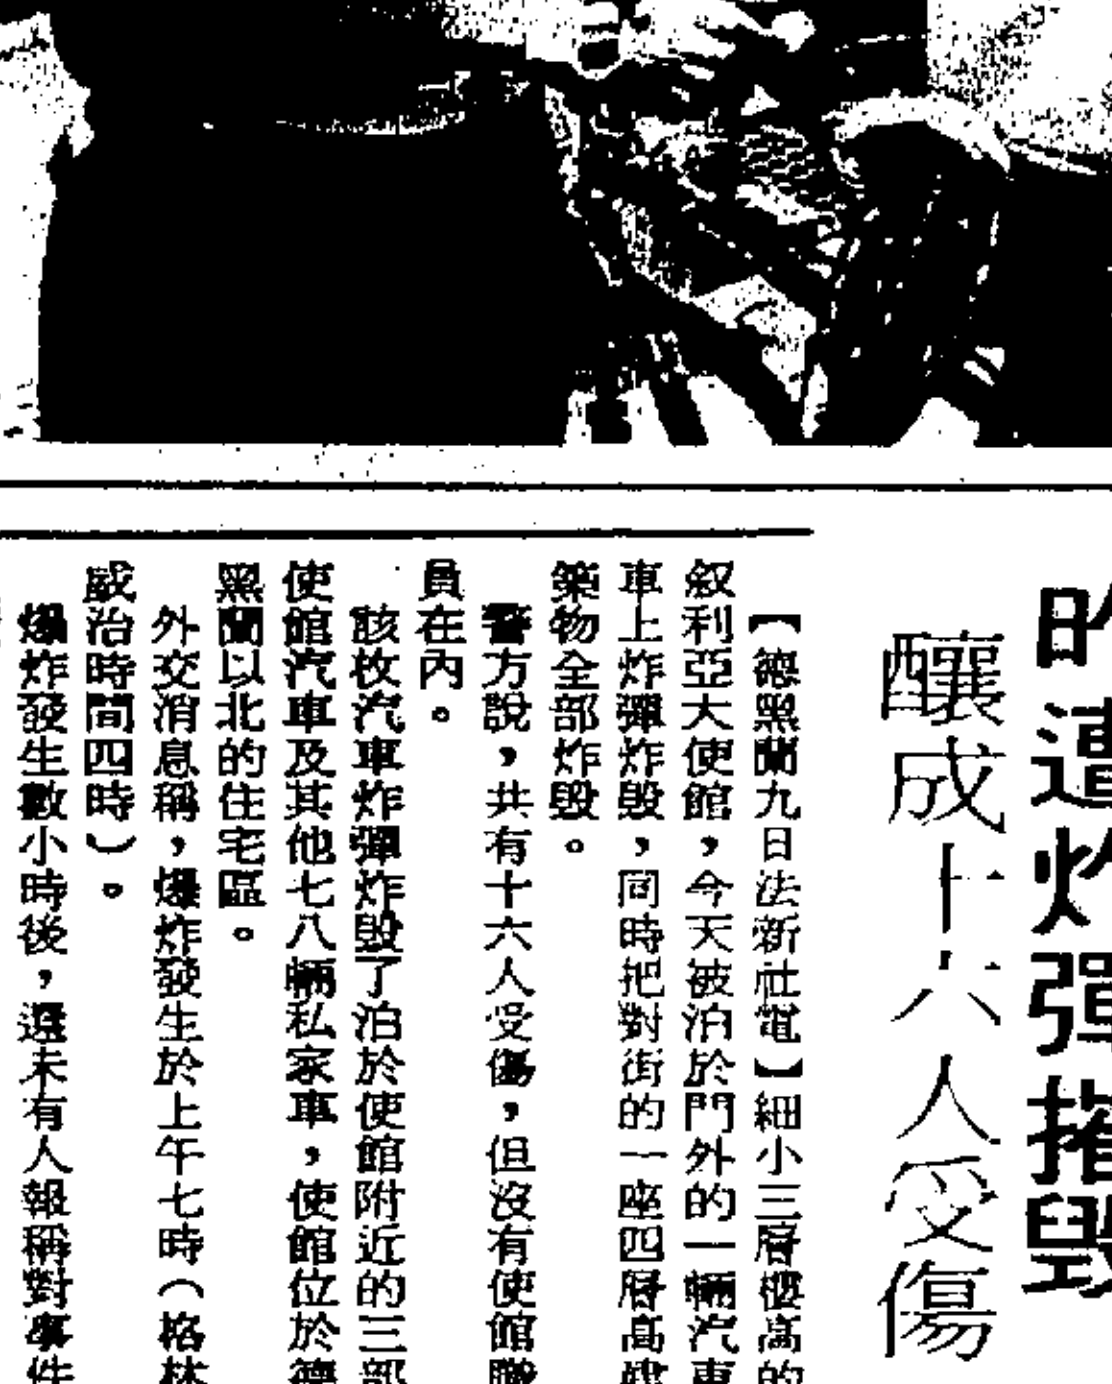 昨遭炸彈摧毀
釀成十六人受傷
【德黑蘭九日法新社電】細小三層樓高的
叙利亞大使館，今天被泊於門外的一輛汽車
車上炸彈炸毀，同時把對街的一座四層高建
築物全部炸毀。
警方說，共有十六人受傷，但沒有使館職
員在內。
該枚汽車炸彈炸毀了泊於使館附近的三部
使館汽車及其他七八輛私家車，使館位於德
黑蘭以北的住宅區。
外交消息稱，爆炸發生於上午七時（格林
威治時間四時）。
爆炸發生數小時後，還未有人報稱對事件